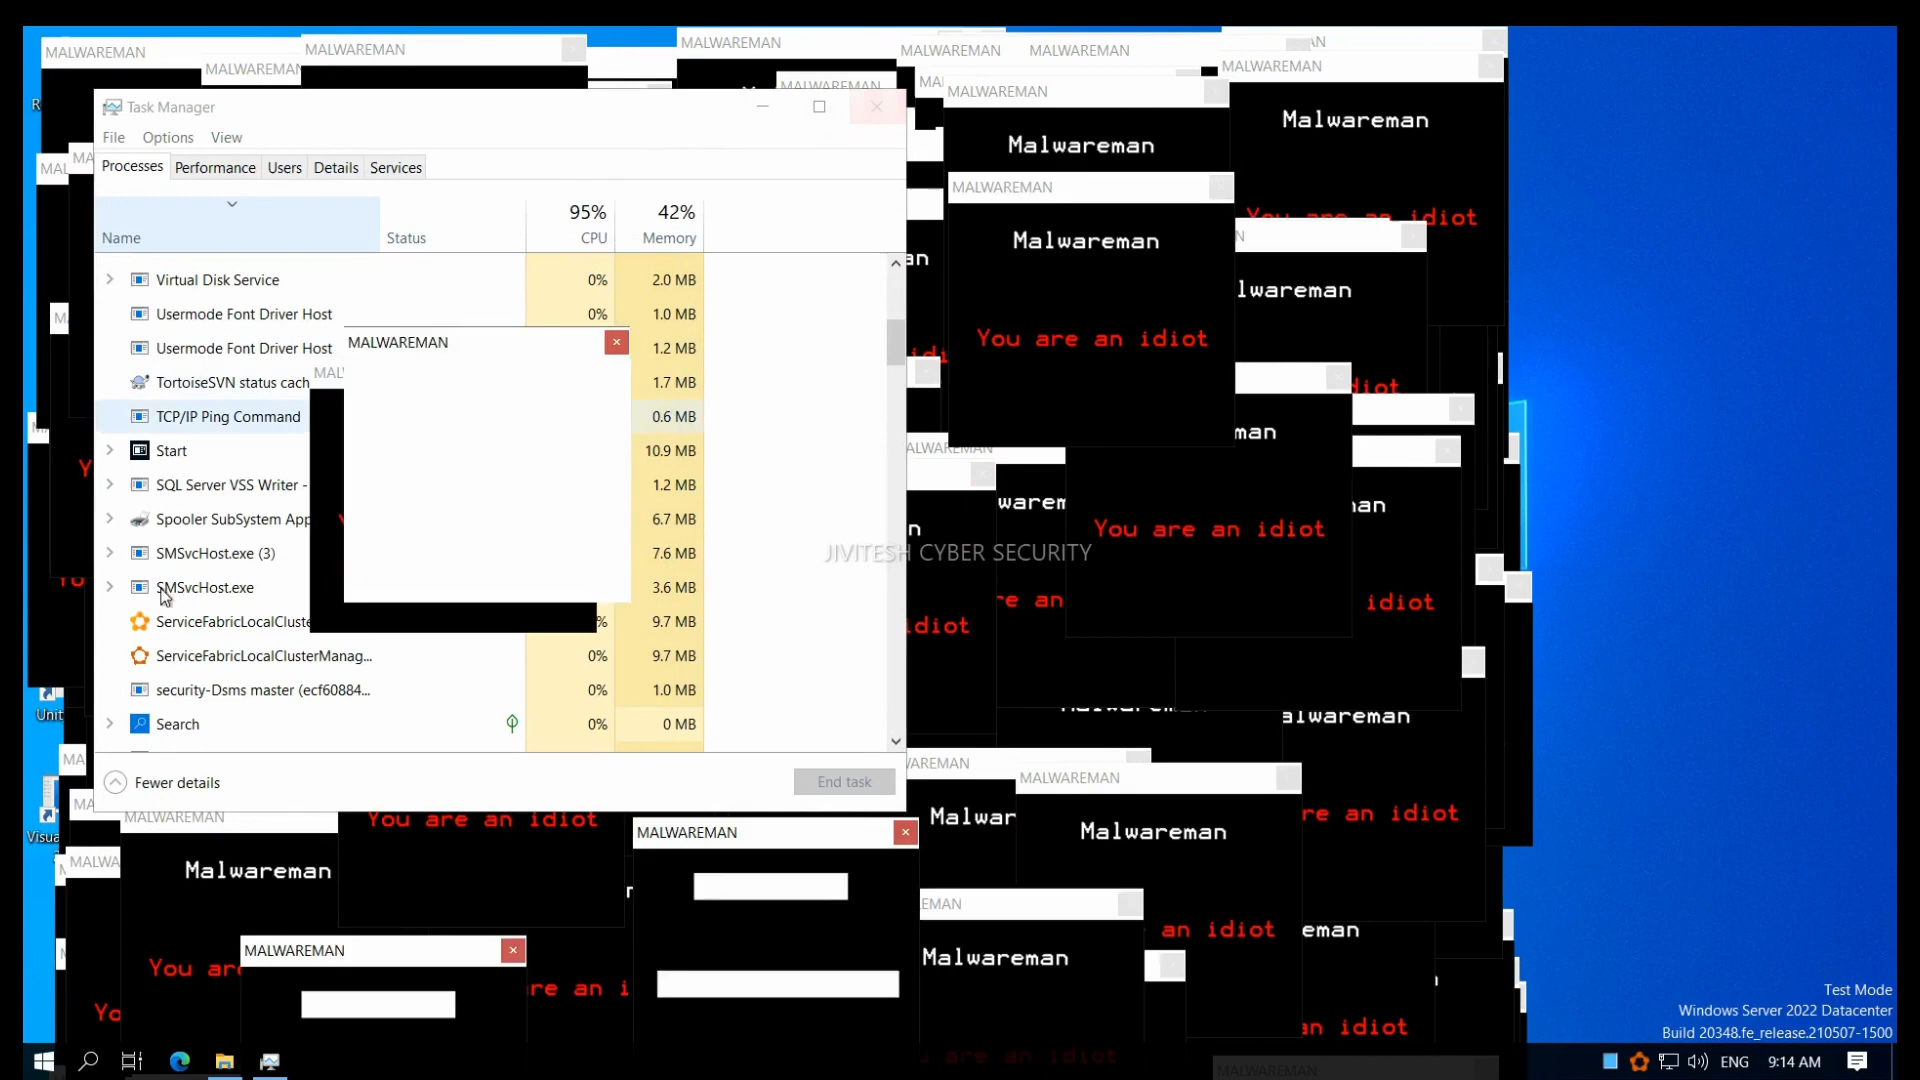 MALWAREMAN
MALWAREMAN
MALWAREMAN
MALWAREMAN
MALWAREMAN
MALWAREMAN
MALWAREMAN
MALWAREMAN
Malwareman
Malwareman
MALWAREMAN
Malwareman
You are an idiot
You are an idiot
You are an idiot
Task Manager
File Options View
Processes Performance Users Details Services
95% 42%
Name Status CPU Memory
Virtual Disk Service 0% 2.0 MB
Usermode Font Driver Host 0% 1.0 MB
Usermode Font Driver Host 1.2 MB
TortoiseSVN status cach 1.7 MB
TCP/IP Ping Command 0.6 MB
Start 10.9 MB
SQL Server VSS Writer - 1.2 MB
Spooler SubSystem App 6.7 MB
SMSvcHost.exe (3) 7.6 MB
SMSvcHost.exe 3.6 MB
ServiceFabricLocalCluste % 9.7 MB
ServiceFabricLocalClusterManag... 0% 9.7 MB
security-Dsms master (ecf60884... 0% 1.0 MB
Search 0% 0 MB
Fewer details End task
MALWAREMAN
JIVITESH CYBER SECURITY
MALWAREMAN
Malwareman
You are an idiot
MALWAREMAN
MALWAREMAN
MALWAREMAN
Malwareman
Malwareman
Test Mode
Windows Server 2022 Datacenter
Build 20348.fe_release.210507-1500
ENG 9:14 AM